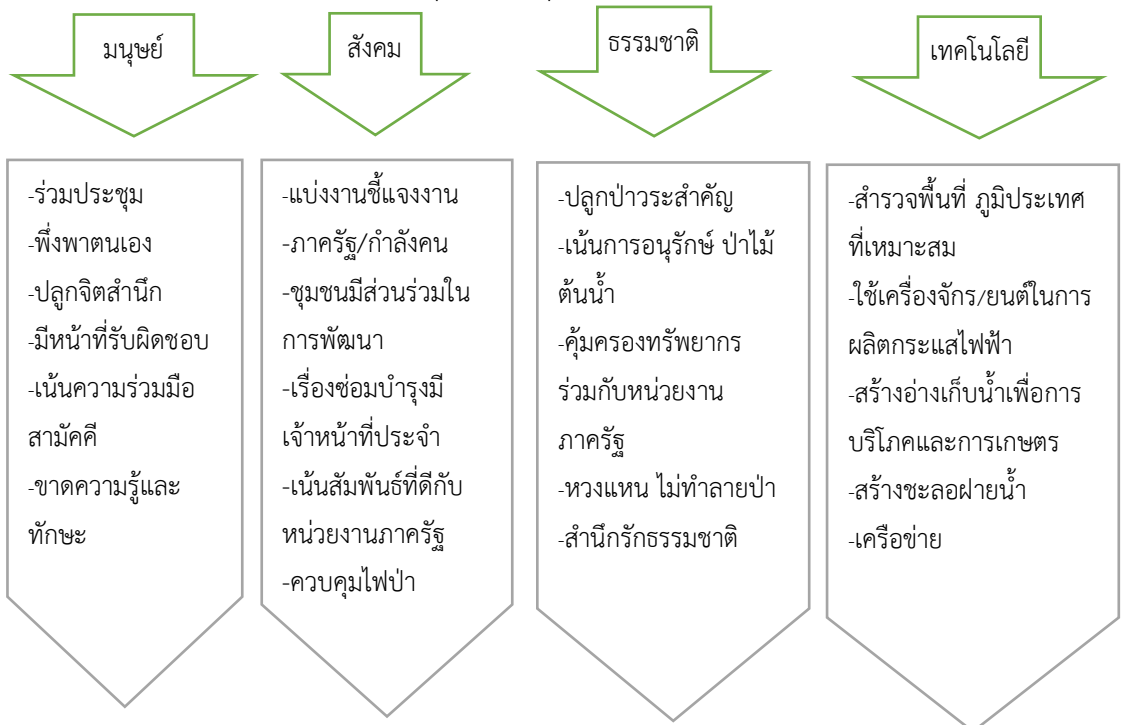 มนุษย์
สังคม
ธรรมชาติ
เทคโนโลยี
-ร่วมประชุม
-พึ่งพาตนเอง
-ปลูกจิตสำนึก
-มีหน้าที่รับผิดชอบ
-เน้นความร่วมมือ
สามัคคี
-ขาดความรู้และ
ทักษะ
-แบ่งงานชี้แจงงาน
-ภาครัฐ/กำลังคน
-ชุมชนมีส่วนร่วมใน
การพัฒนา
-เรื่องซ่อมบำรุงมี
เจ้าหน้าที่ประจำ
-เน้นสัมพันธ์ที่ดีกับ
หน่วยงานภาครัฐ
-ควบคุมไฟป่า
-ปลูกป่าวระสำคัญ
-เน้นการอนุรักษ์ ป่าไม้
ต้นน้ำ
-คุ้มครองทรัพยากร
ร่วมกับหน่วยงาน
ภาครัฐ
-หวงแหน ไม่ทำลายป่า
-สำนึกรักธรรมชาติ
-สำรวจพื้นที่ ภูมิประเทศ
ที่เหมาะสม
-ใช้เครื่องจักร/ยนต์ในการ
ผลิตกระแสไฟฟ้า
-สร้างอ่างเก็บน้ำเพื่อการ
บริโภคและการเกษตร
-สร้างชะลอฝายน้ำ
-เครือข่าย